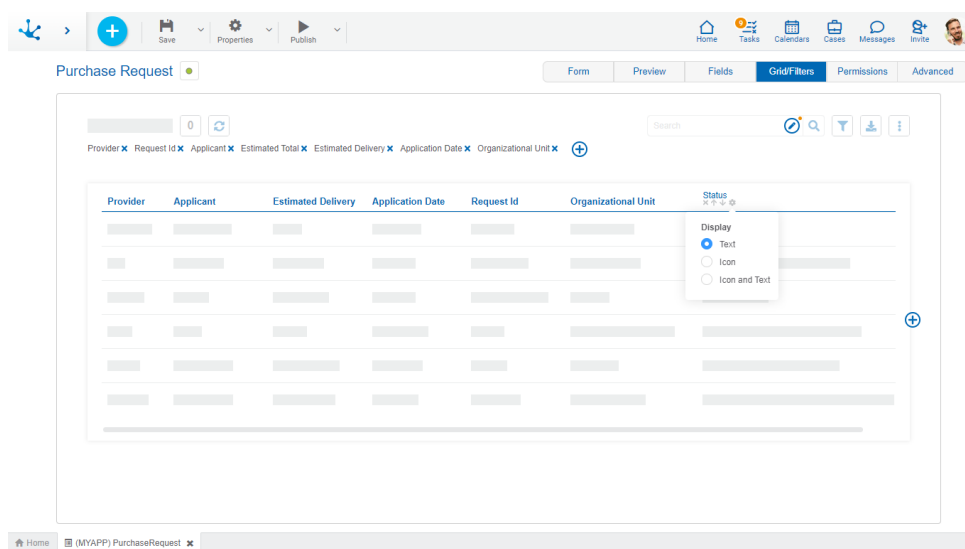 Save Properties Publish Home 9 Tasks Calendars Cases Messages Invite
Purchase Request Form Preview Fields Grid/Filters Permissions Advanced
0 Search
Provider Request Id Applicant Estimated Total Estimated Delivery Application Date Organizational Unit
Provider Applicant Estimated Delivery Application Date Request Id Organizational Unit Status
Display
Text
Icon
Icon and Text
Home (MYAPP) PurchaseRequest